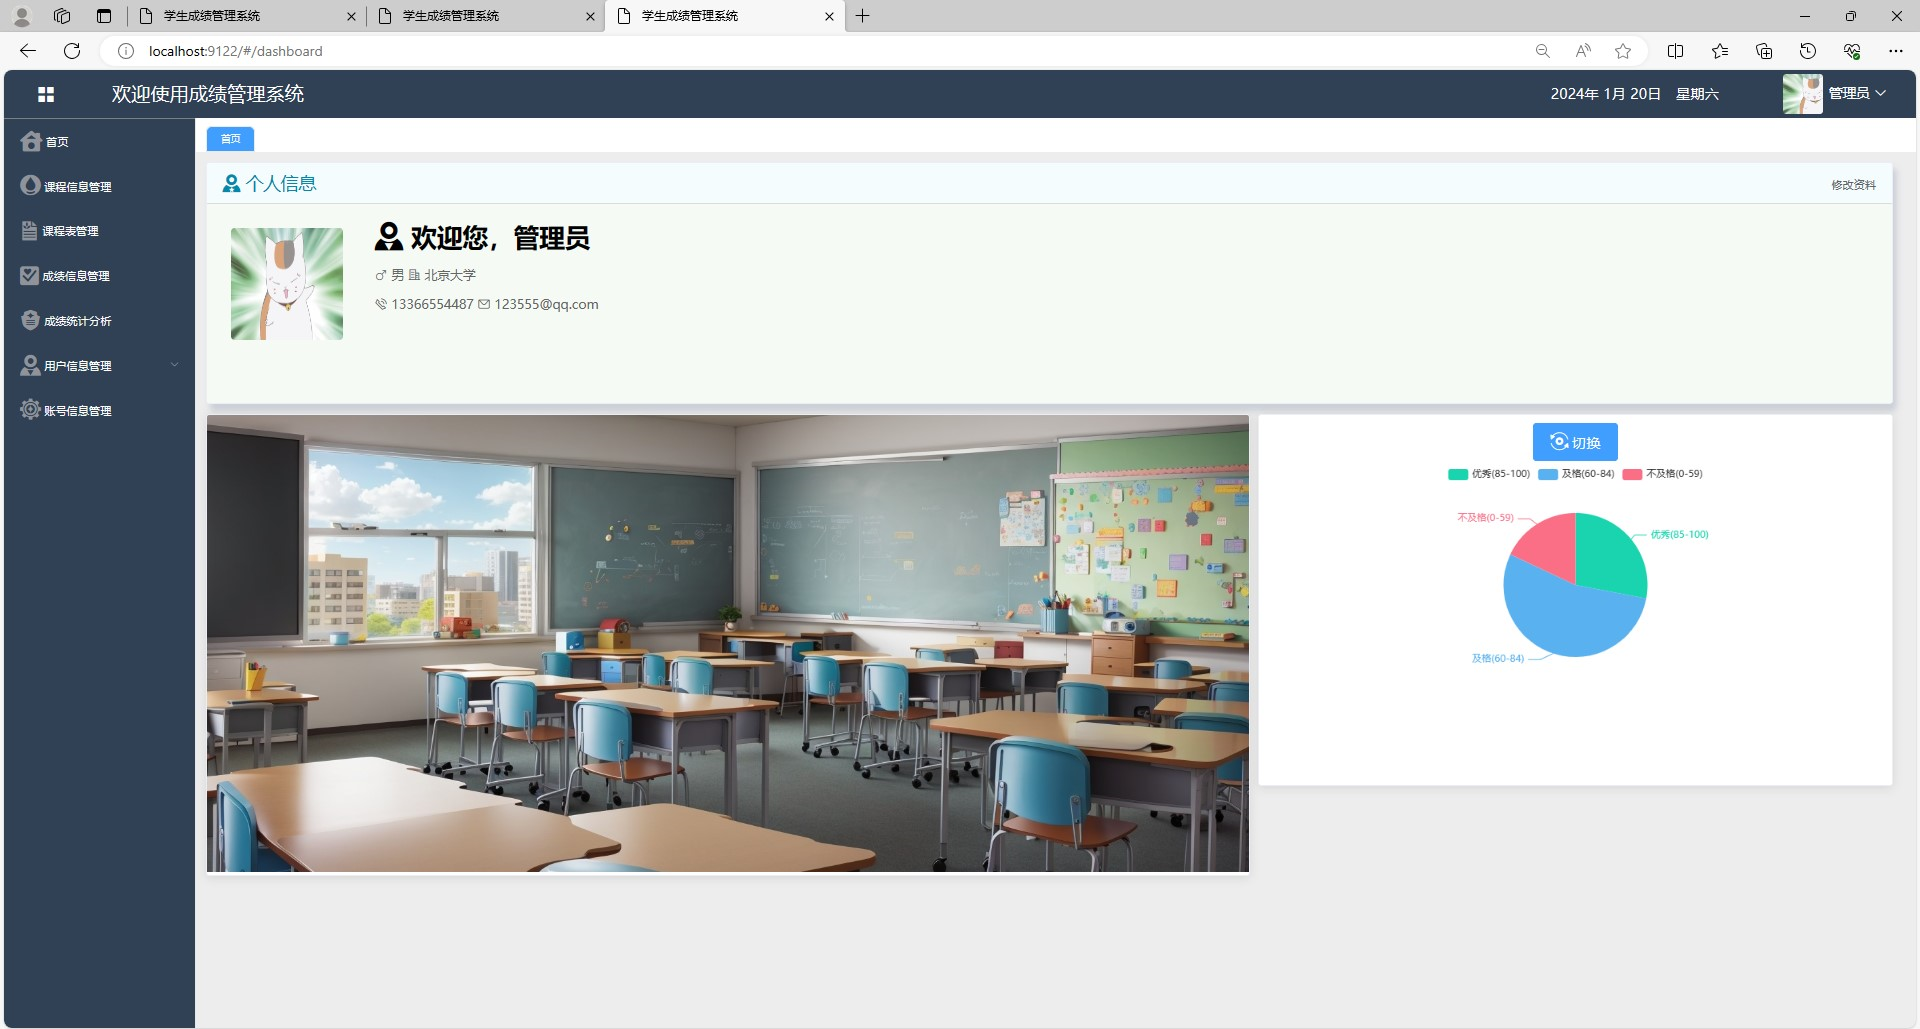 学生成绩管理系统
学生成绩管理系统
学生成绩管理系统
localhost:9122/#/dashboard
欢迎使用成绩管理系统
2024年 1月 20日 星期六
管理员
首页
课程信息管理
课程表管理
成绩信息管理
成绩统计分析
用户信息管理
账号信息管理
首页
个人信息
修改资料
欢迎您，管理员
男 北京大学
13366554487 123555@qq.com
切换
优秀(85-100) 及格(60-84) 不及格(0-59)
不及格(0-59)
优秀(85-100)
及格(60-84)